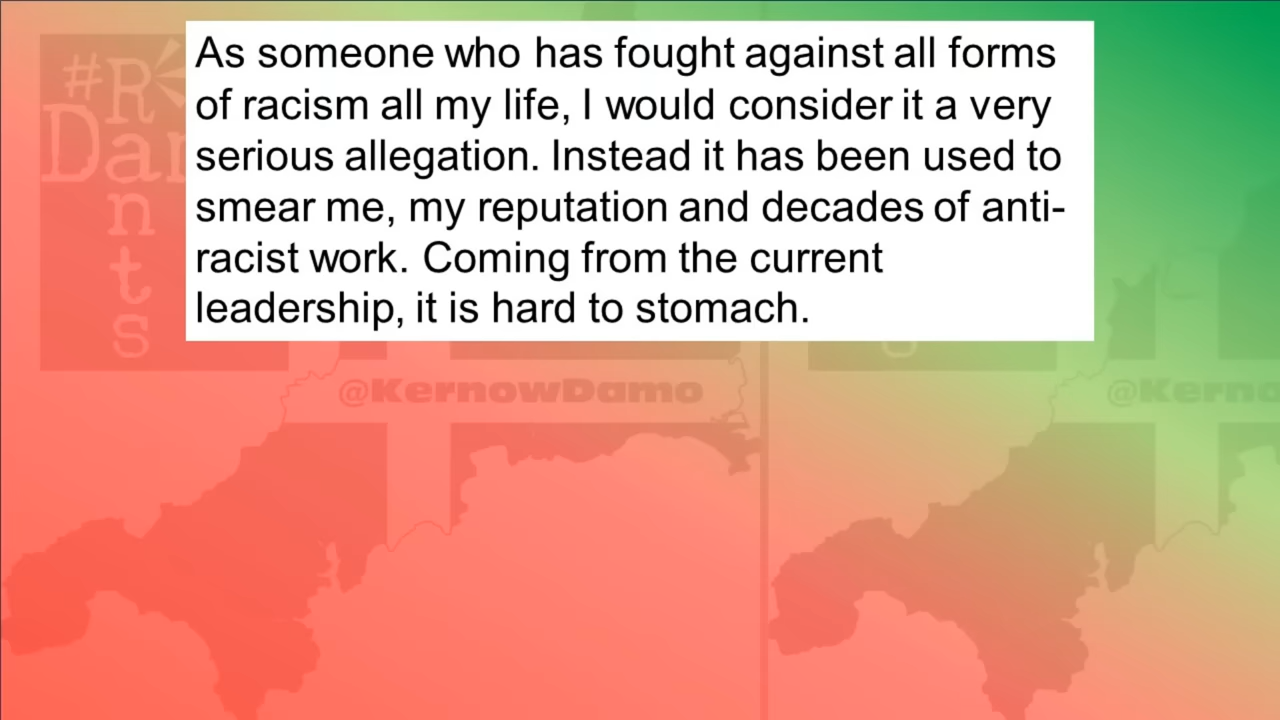 As someone who has fought against all forms
of racism all my life, I would consider it a very
serious allegation. Instead it has been used to
smear me, my reputation and decades of anti-
racist work. Coming from the current
leadership, it is hard to stomach.
#R
Dan
n
t
s
@KernowDamo
@Kerno